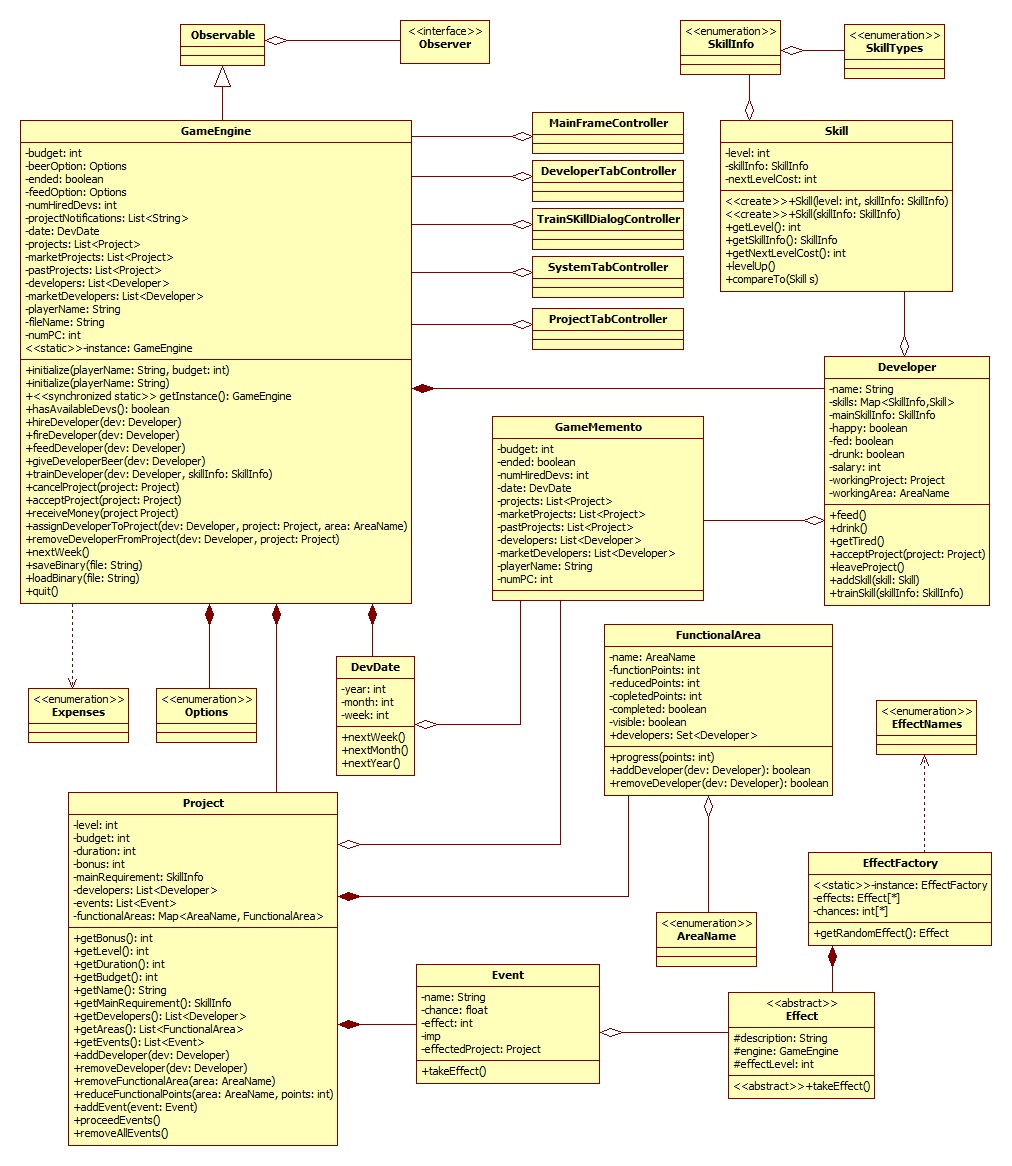 Observable
<<interface>>
Observer
<<enumeration>>
SkillInfo
<<enumeration>>
SkillTypes
GameEngine
-budget: int
-beerOption: Options
-ended: boolean
-feedOption: Options
-numHiredDevs: int
-projectNotifications: List<String>
-date: DevDate
-projects: List<Project>
-marketProjects: List<Project>
-pastProjects: List<Project>
-developers: List<Developer>
-marketDevelopers: List<Developer>
-playerName: String
-fileName: String
-numPC: int
<<static>>-instance: GameEngine
+initialize(playerName: String, budget: int)
+initialize(playerName: String)
+<<synchronized static>> getInstance(): GameEngine
+hasAvailableDevs(): boolean
+hireDeveloper(dev: Developer)
+fireDeveloper(dev: Developer)
+feedDeveloper(dev: Developer)
+giveDeveloperBeer(dev: Developer)
+trainDeveloper(dev: Developer, skillInfo: SkillInfo)
+cancelProject(project: Project)
+acceptProject(project: Project)
+receiveMoney(project Project)
+assignDeveloperToProject(dev: Developer, project: Project, area: AreaName)
+removeDeveloperFromProject(dev: Developer, project: Project)
+nextWeek()
+saveBinary(file: String)
+loadBinary(file: String)
+quit()
MainFrameController
DeveloperTabController
TrainSKillDialogController
SystemTabController
ProjectTabController
Skill
-level: int
-skillInfo: SkillInfo
-nextLevelCost: int
<<create>>+Skill(level: int, skillInfo: SkillInfo)
<<create>>+Skill(skillInfo: SkillInfo)
+getLevel(): int
+getSkillInfo(): SkillInfo
+getNextLevelCost(): int
+levelUp()
+compareTo(Skill s)
Developer
-name: String
-skills: Map<SkillInfo,Skill>
-mainSkillInfo: SkillInfo
-happy: boolean
-fed: boolean
-drunk: boolean
-salary: int
-workingProject: Project
-workingArea: AreaName
+feed()
+drink()
+getTired()
+acceptProject(project: Project)
+leaveProject()
+addSkill(skill: Skill)
+trainSkill(skillInfo: SkillInfo)
GameMemento
-budget: int
-ended: boolean
-numHiredDevs: int
-date: DevDate
-projects: List<Project>
-marketProjects: List<Project>
-pastProjects: List<Project>
-developers: List<Developer>
-marketDevelopers: List<Developer>
-playerName: String
-numPC: int
<<enumeration>>
Expenses
<<enumeration>>
Options
DevDate
-year: int
-month: int
-week: int
+nextWeek()
+nextMonth()
+nextYear()
FunctionalArea
-name: AreaName
-functionPoints: int
-reducedPoints: int
-copletedPoints: int
-completed: boolean
-visible: boolean
+developers: Set<Developer>
+progress(points: int)
+addDeveloper(dev: Developer): boolean
+removeDeveloper(dev: Developer): boolean
<<enumeration>>
EffectNames
Project
-level: int
-budget: int
-duration: int
-bonus: int
-mainRequirement: SkillInfo
-developers: List<Developer>
-events: List<Event>
-functionalAreas: Map<AreaName, FunctionalArea>
+getBonus(): int
+getLevel(): int
+getDuration(): int
+getBudget(): int
+getName(): String
+getMainRequirement(): SkillInfo
+getDevelopers(): List<Developer>
+getAreas(): List<FunctionalArea>
+getEvents(): List<Event>
+addDeveloper(dev: Developer)
+removeDeveloper(dev: Developer)
+removeFunctionalArea(area: AreaName)
+reduceFunctionalPoints(area: AreaName, points: int)
+addEvent(event: Event)
+proceedEvents()
+removeAllEvents()
<<enumeration>>
AreaName
EffectFactory
<<static>>-instance: EffectFactory
-effects: Effect[*]
-chances: int[*]
+getRandomEffect(): Effect
Event
-name: String
-chance: float
-effect: int
-imp
-effectedProject: Project
+takeEffect()
<<abstract>>
Effect
#description: String
#engine: GameEngine
#effectLevel: int
<<abstract>>+takeEffect()